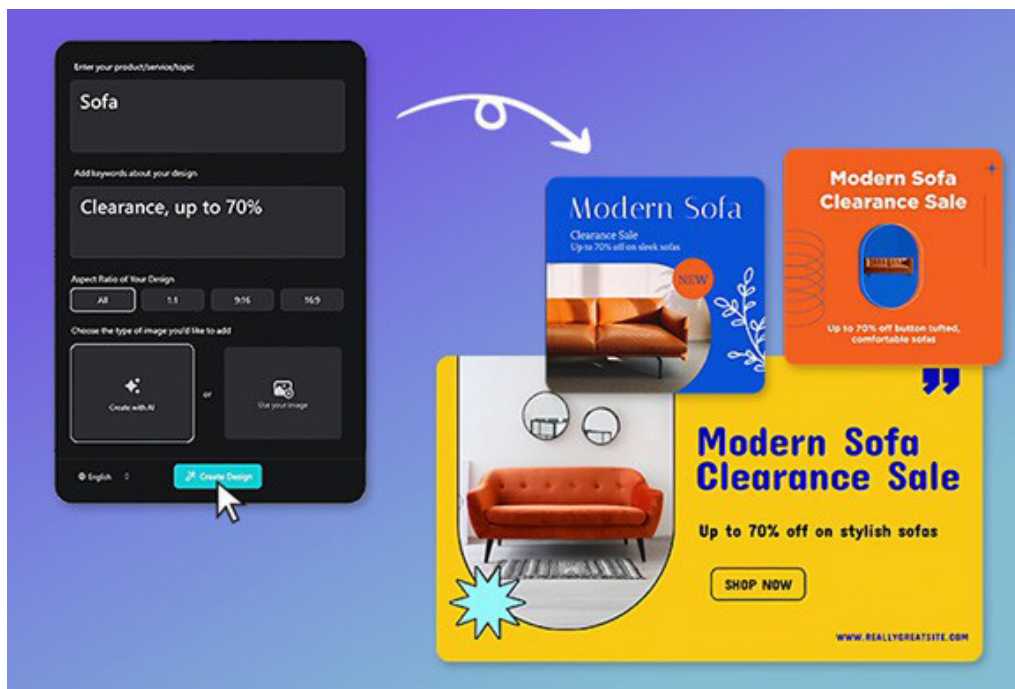 Enter your product/service/topic
Sofa
Add keywords about your design
Clearance, up to 70%
Aspect Ratio of Your Design
All
1:1
9:16
16:9
Choose the type of image you'd like to add
Create with AI
or
Use your image
English
Create Design
Modern Sofa
Clearance Sale
Up to 70% off on sleek sofas
NEW
Modern Sofa
Clearance Sale
Up to 70% off button tufted,
comfortable sofas
"
Modern Sofa
Clearance Sale
Up to 70% off on stylish sofas
SHOP NOW
WWW.REALLYGREATSITE.COM